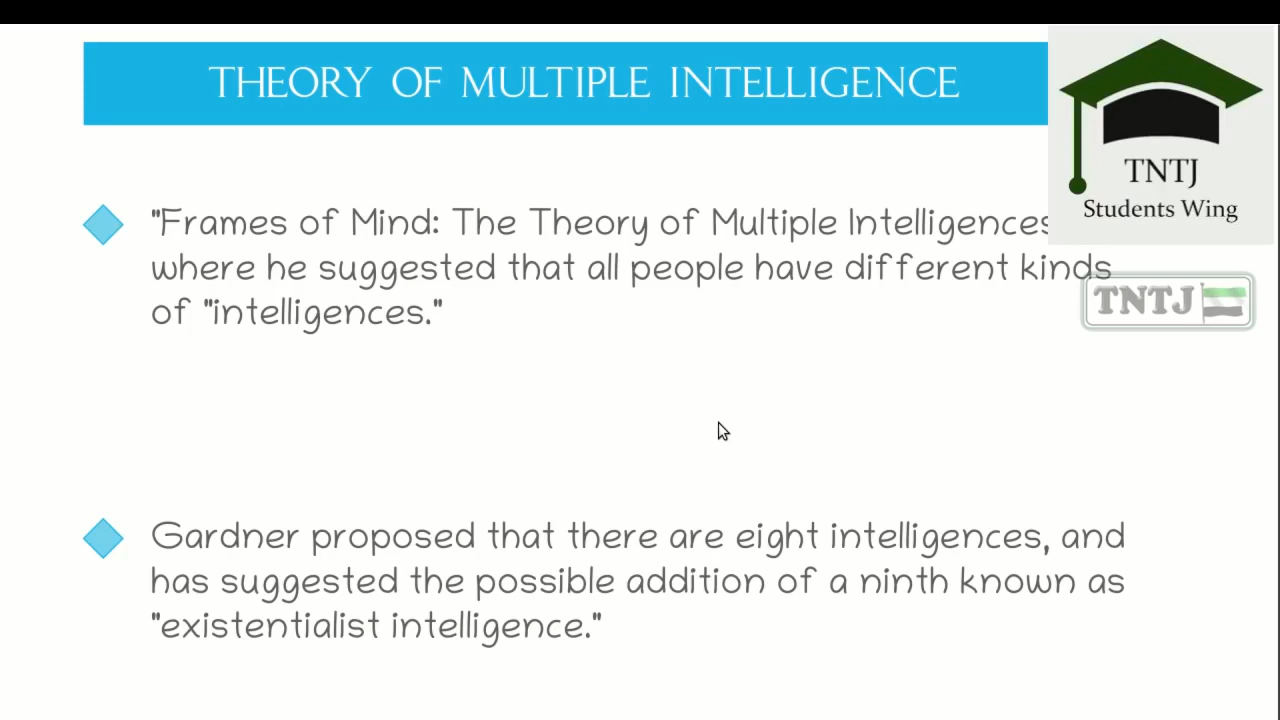 THEORY OF MULTIPLE INTELLIGENCE
TNTJ
Students Wing
"Frames of Mind: The Theory of Multiple Intelligences
where he suggested that all people have different kinds
of "intelligences."
TNTJ
Gardner proposed that there are eight intelligences, and
has suggested the possible addition of a ninth known as
"existentialist intelligence."